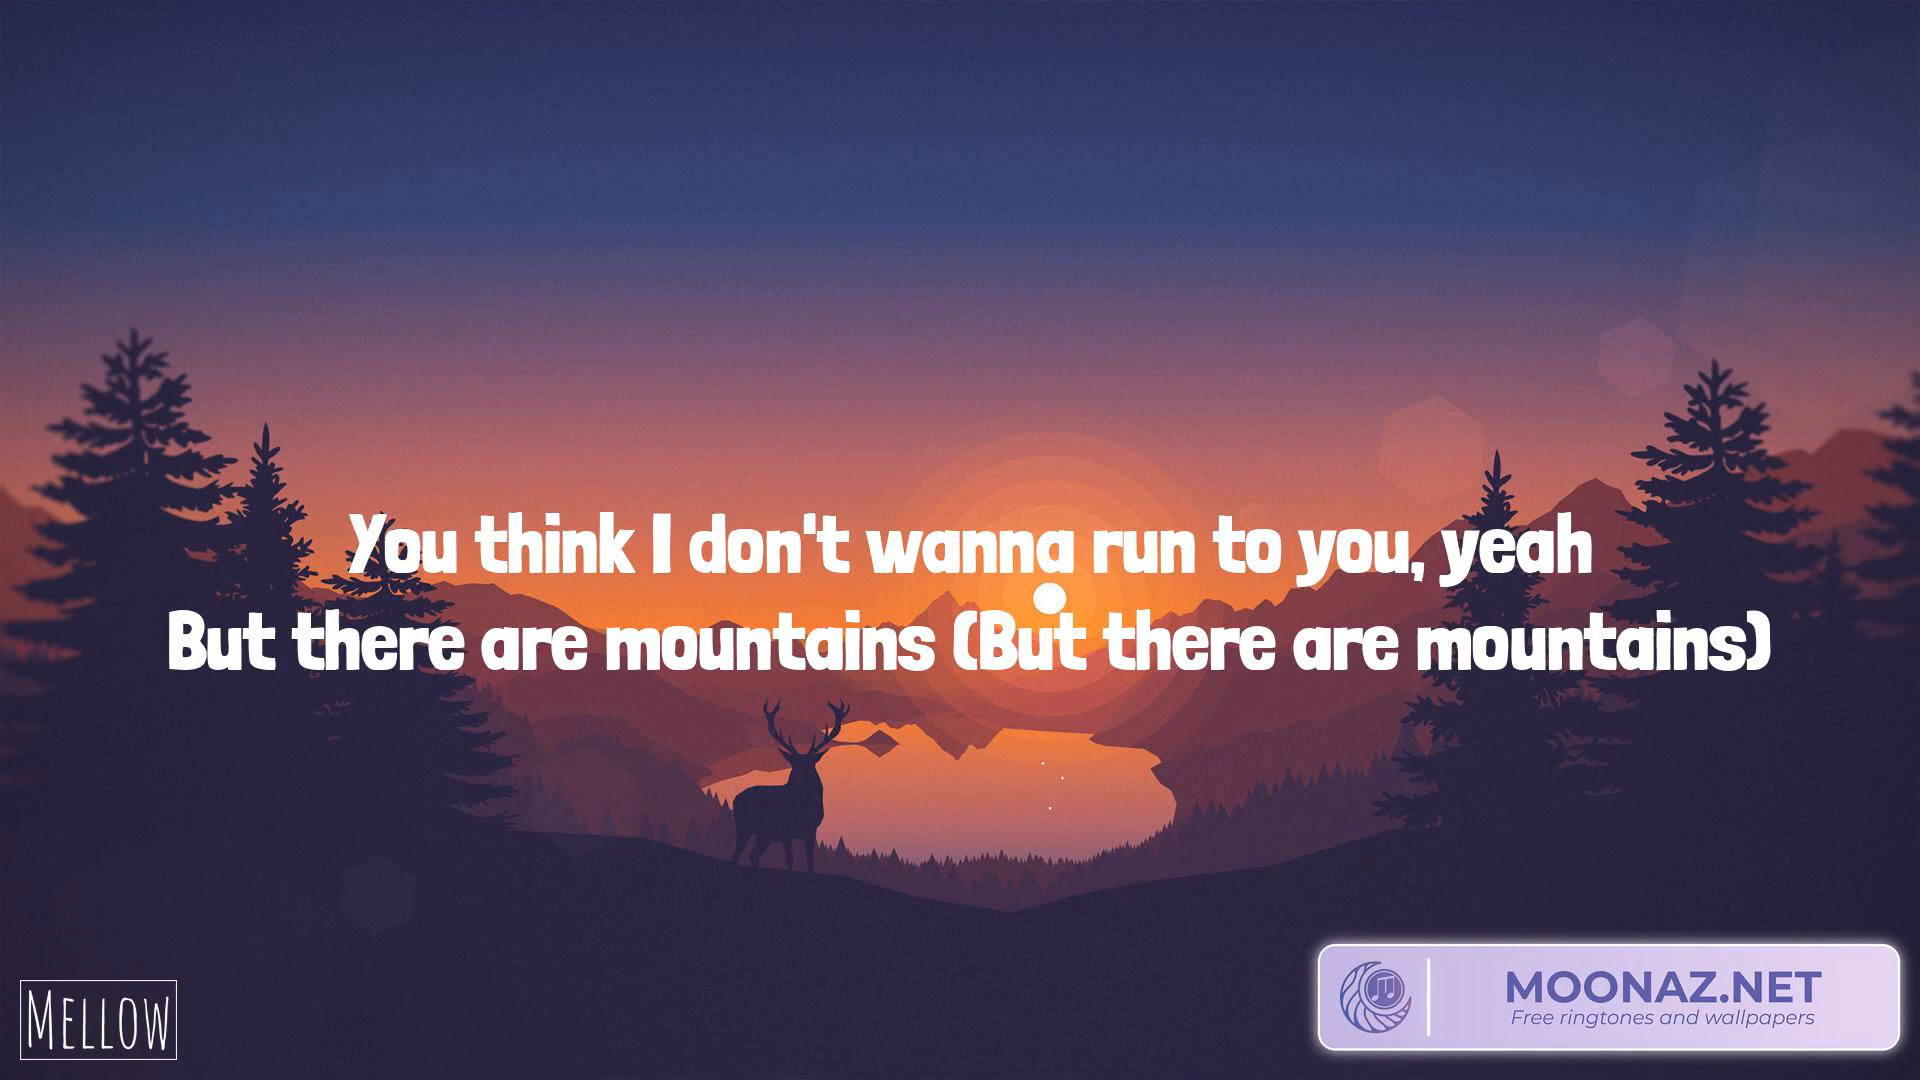 You think I don't wanna run to you, yeah
But there are mountains (But there are mountains)
MELLOW
MOONAZ.NET
Free ringtones and wallpapers